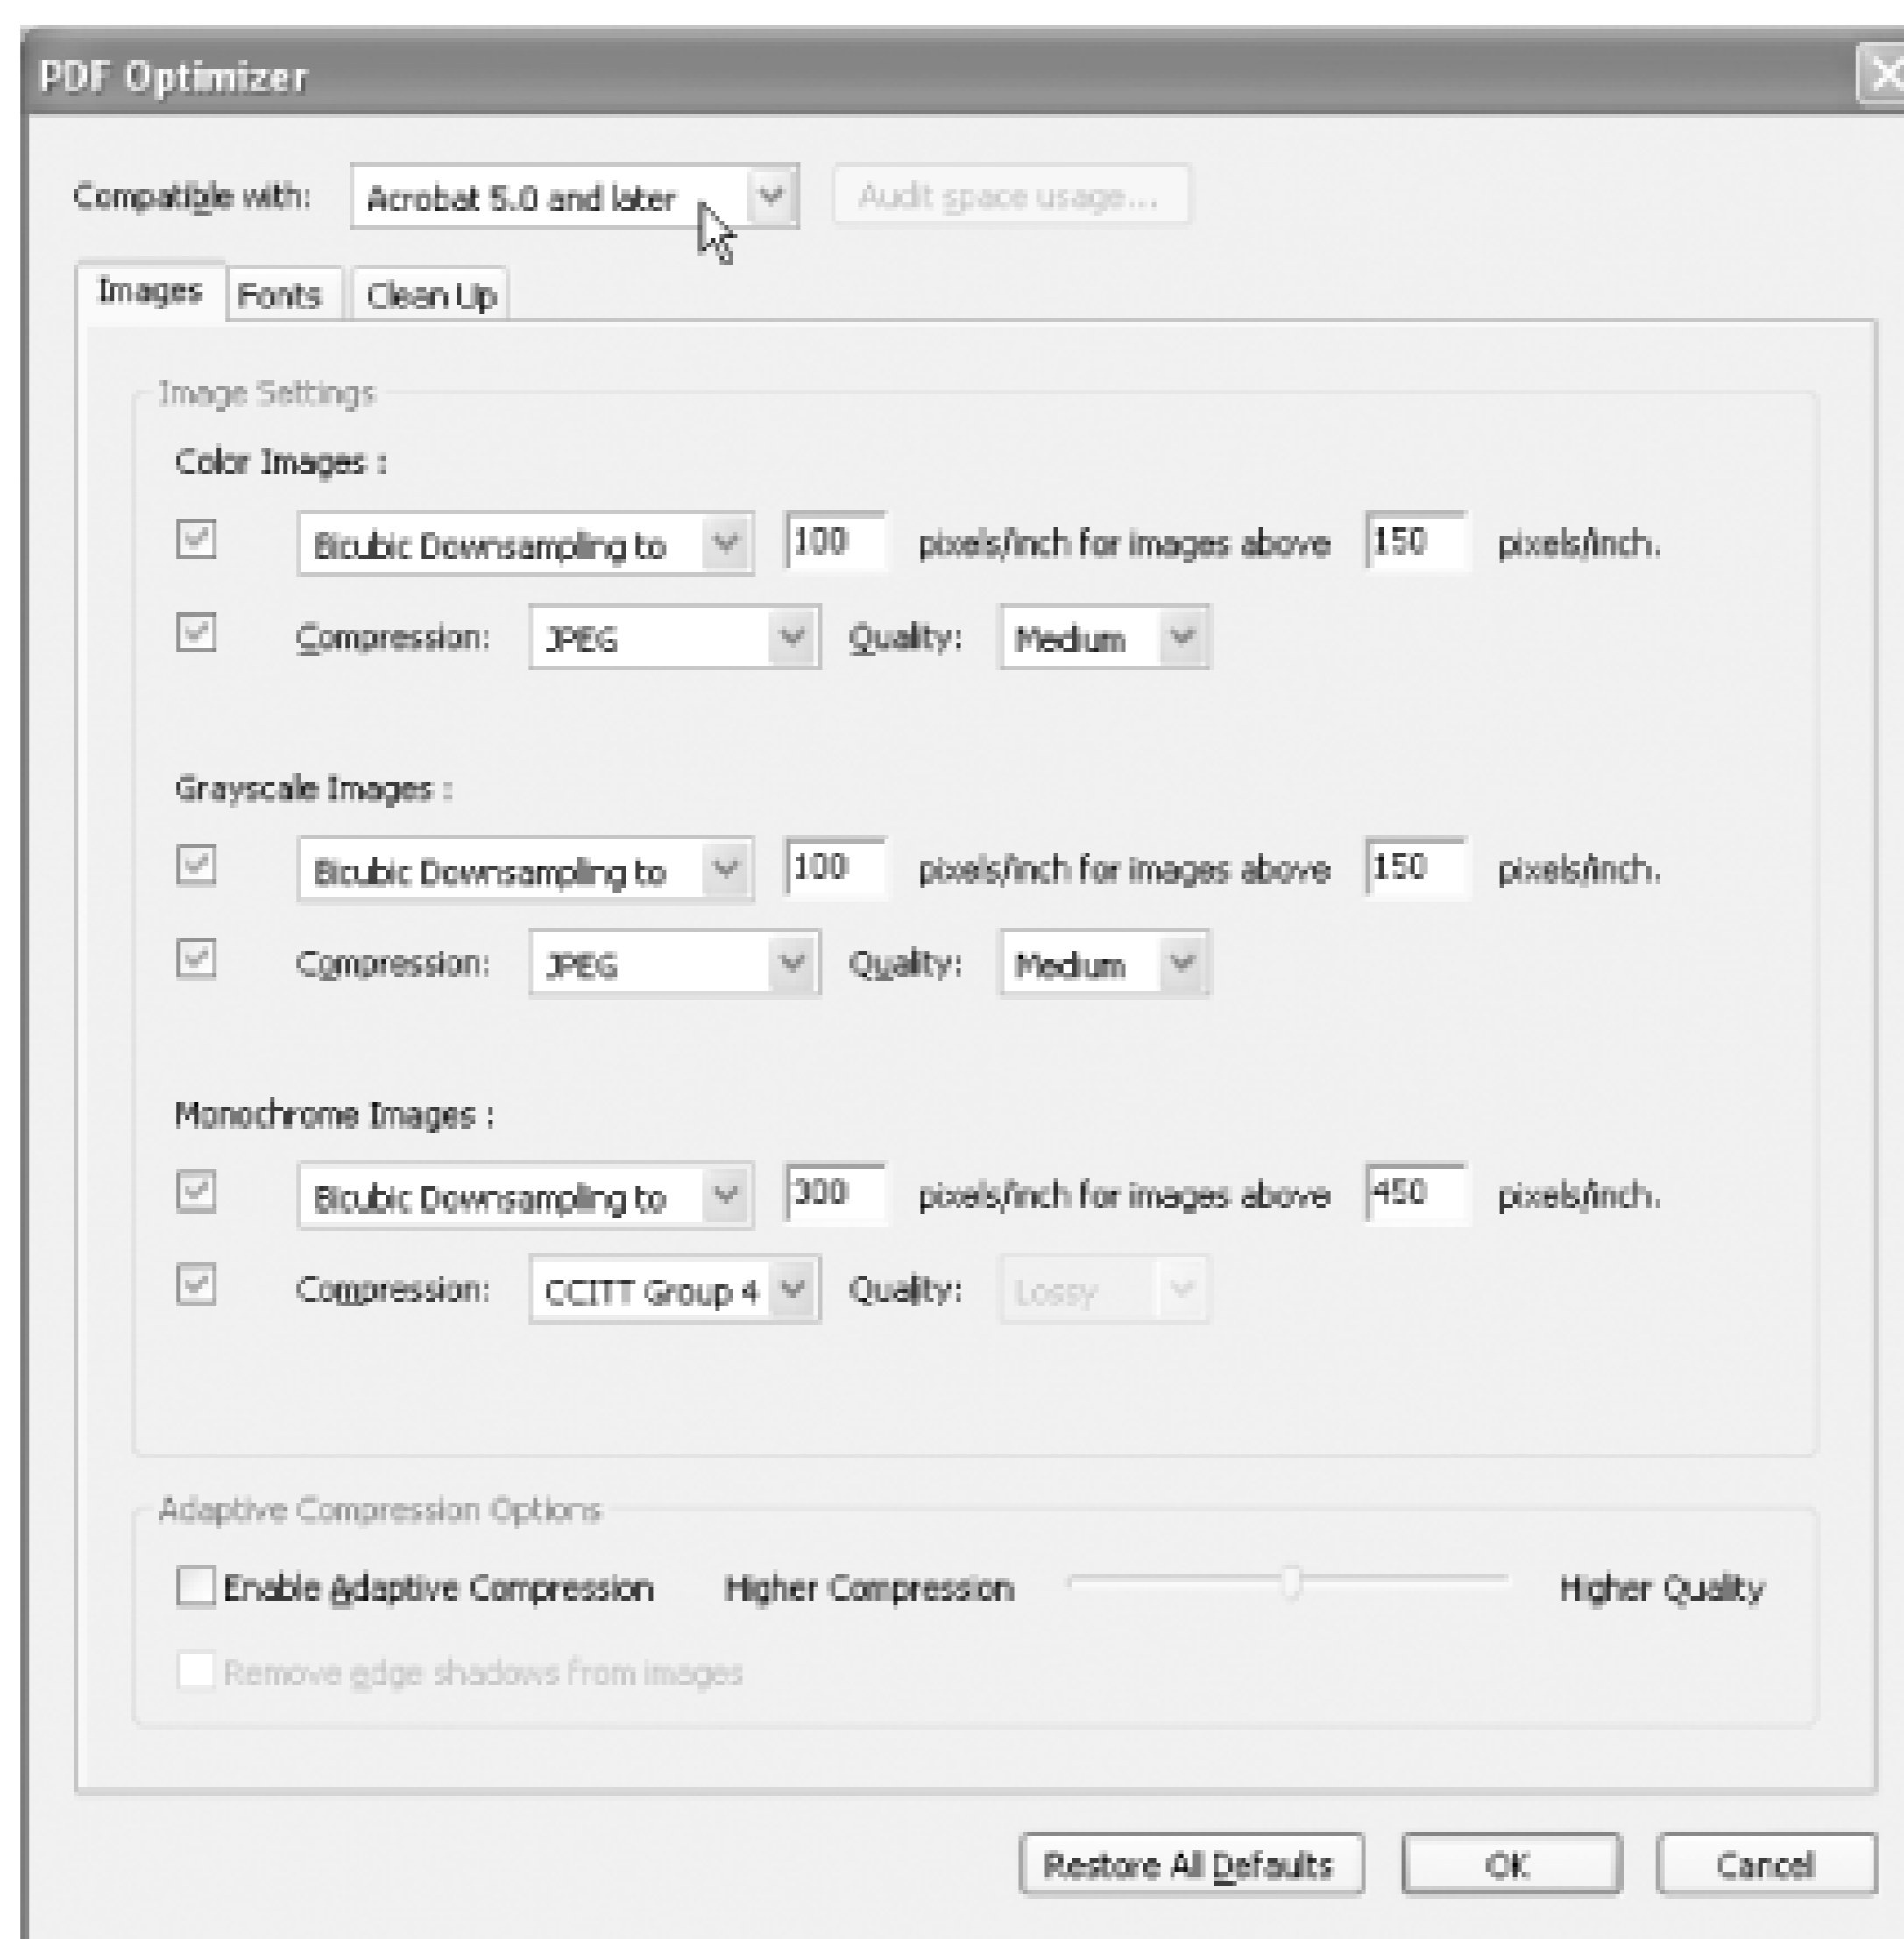 PDF Optimizer
Compatible with: Acrobat 5.0 and later Audit space usage...
Images Fonts Clean Up
Image Settings
Color Images :
Bicubic Downsampling to 100 pixels/inch for images above 150 pixels/inch.
Compression: JPEG Quality: Medium
Grayscale Images :
Bicubic Downsampling to 100 pixels/inch for images above 150 pixels/inch.
Compression: JPEG Quality: Medium
Monochrome Images :
Bicubic Downsampling to 300 pixels/inch for images above 450 pixels/inch.
Compression: CCITT Group 4 Quality: Lossy
Adaptive Compression Options
Enable Adaptive Compression Higher Compression Higher Quality
Remove edge shadows from images
Restore All Defaults OK Cancel